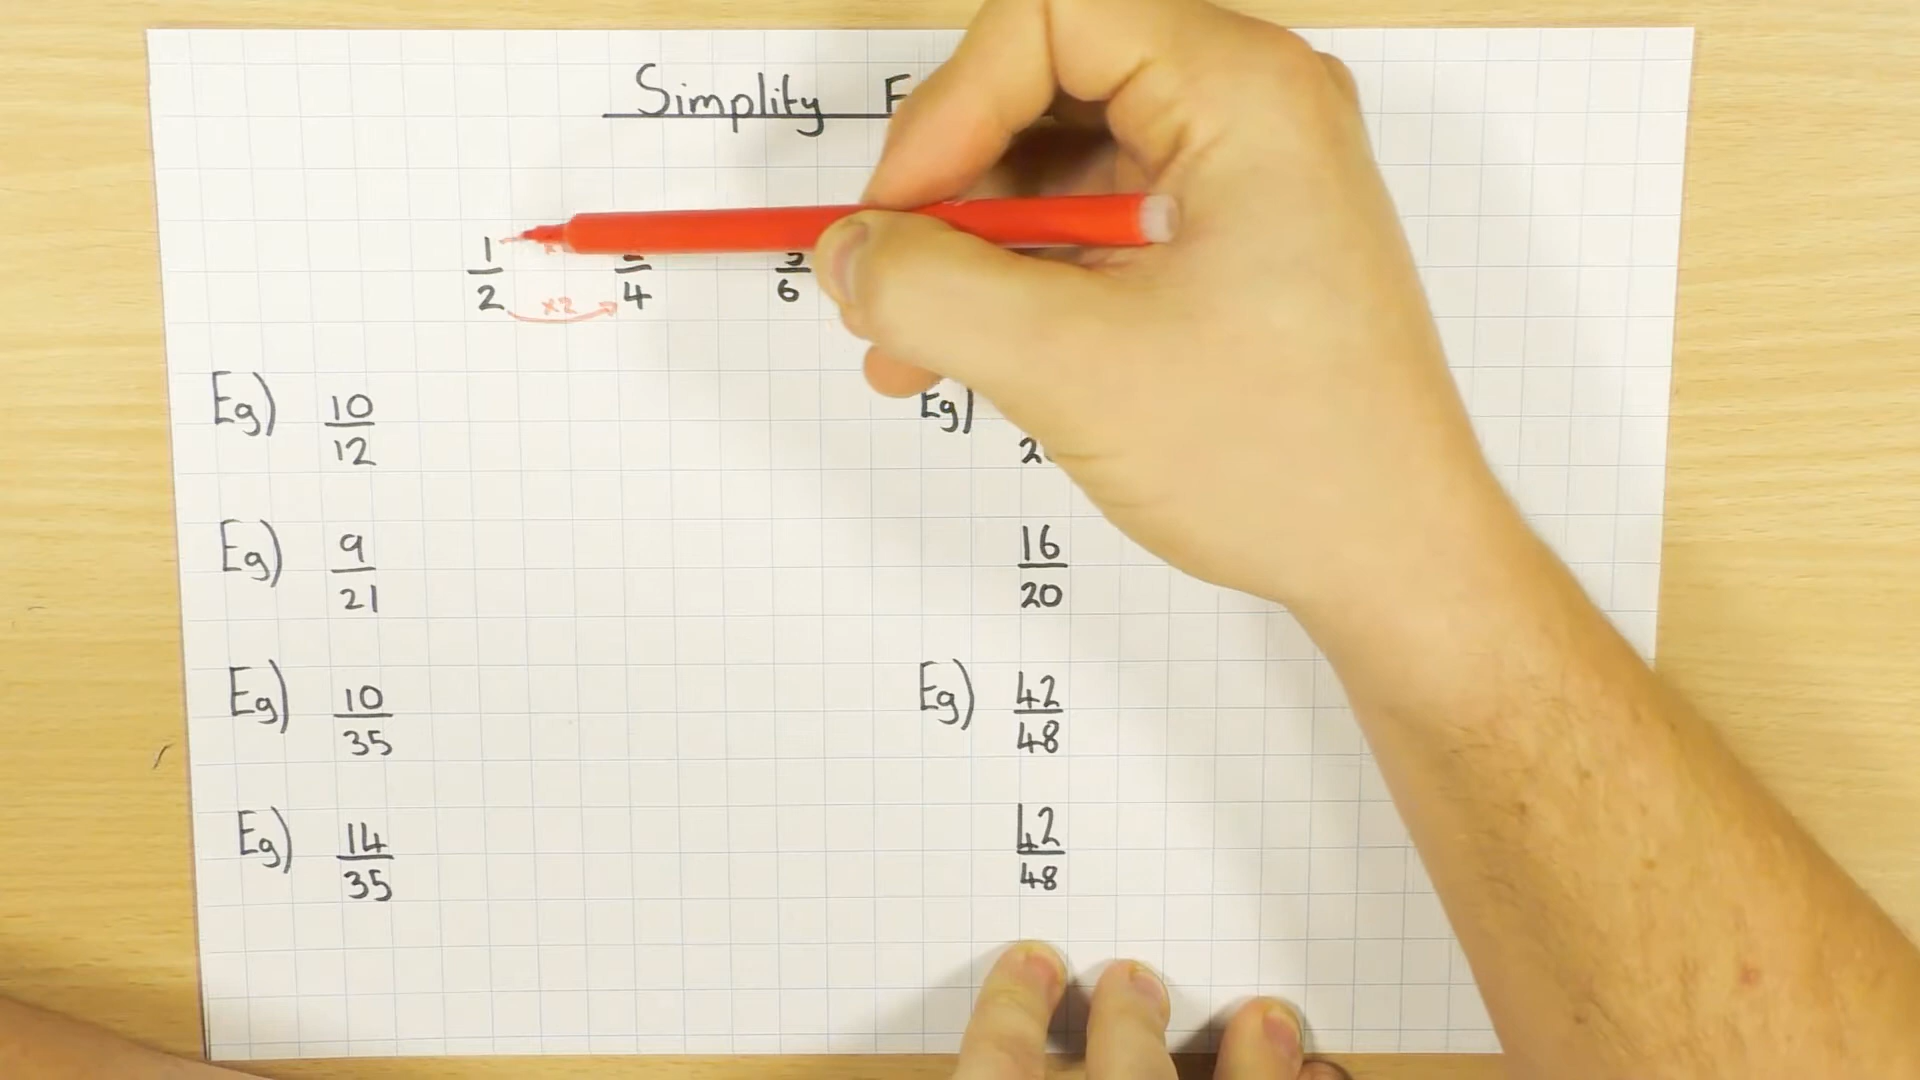 Simplify F
1/2 ×2 4 3/6
Eg) 10/12
Eg) 9/21
Eg) 10/35
Eg) 14/35
Eg)
16/20
Eg) 42/48
42/48